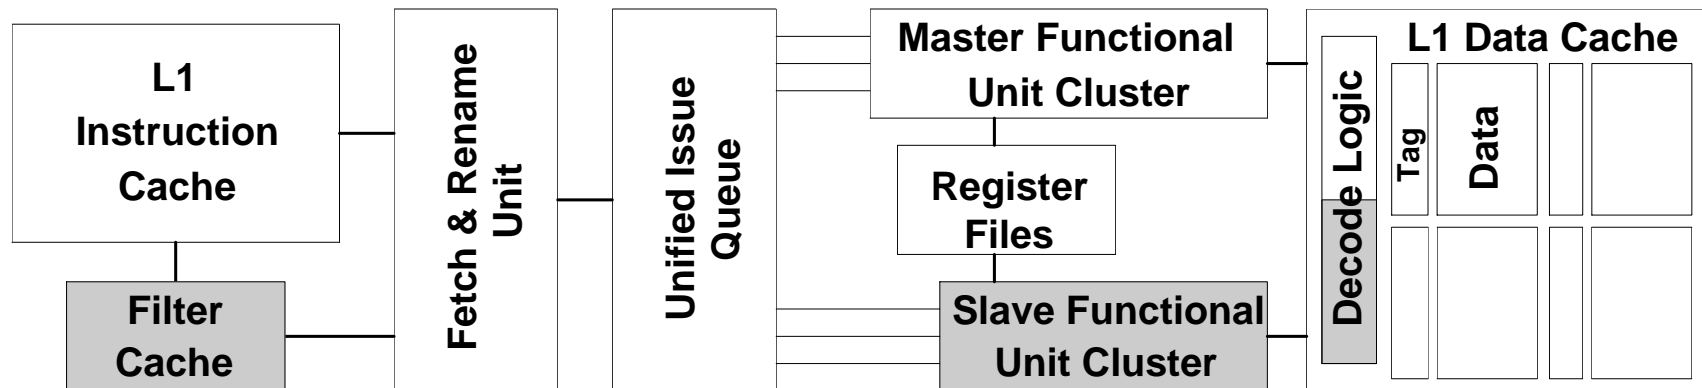 L1
Instruction
Cache
Filter
Cache
Fetch & Rename
Unit
Unified Issue
Queue
Master Functional
Unit Cluster
Register
Files
Slave Functional
Unit Cluster
Decode Logic
L1 Data Cache
Tag
Data